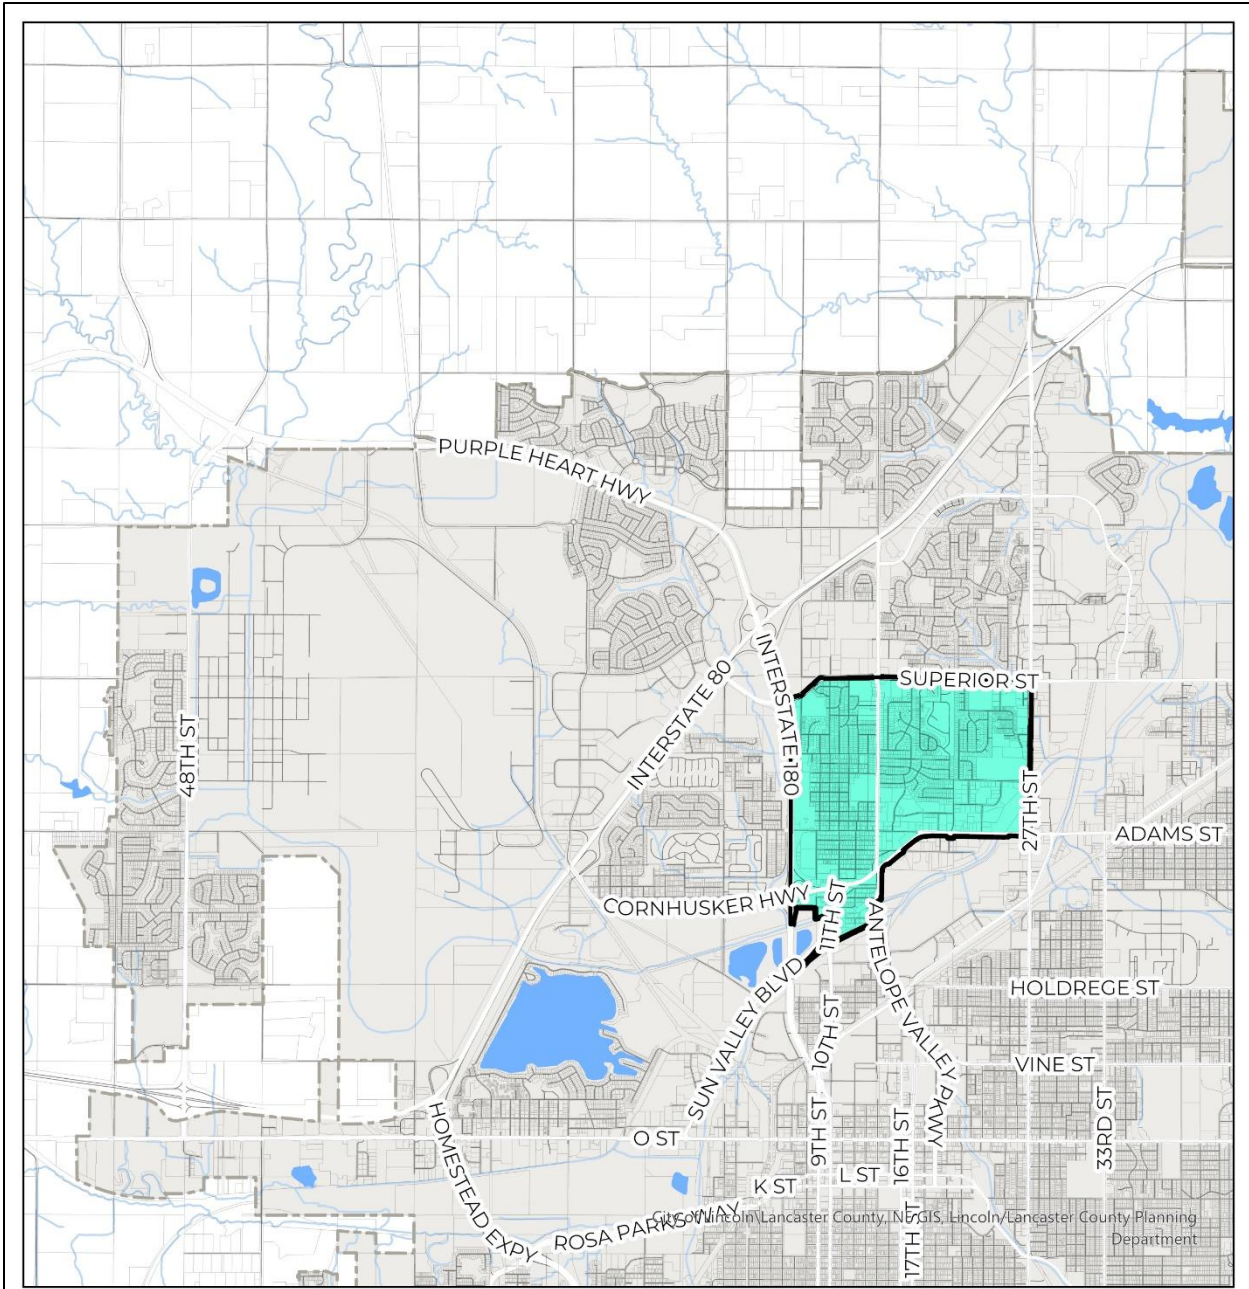 PURPLE HEART HWY
SUPERIOR ST
INTERSTATE 80
INTERSTATE 180
48TH ST
27TH ST
ADAMS ST
CORNHUSKER HWY
11TH ST
ANTELOPE VALLEY PKWY
SUN VALLEY BLVD
HOLDREGE ST
10TH ST
VINE ST
HOMESTEAD EXPY
9TH ST
16TH ST
33RD ST
O ST
L ST
K ST
ROSA PARKS WAY
17TH ST
City of Lincoln\Lancaster County, NE GIS, Lincoln/Lancaster County Planning
Department